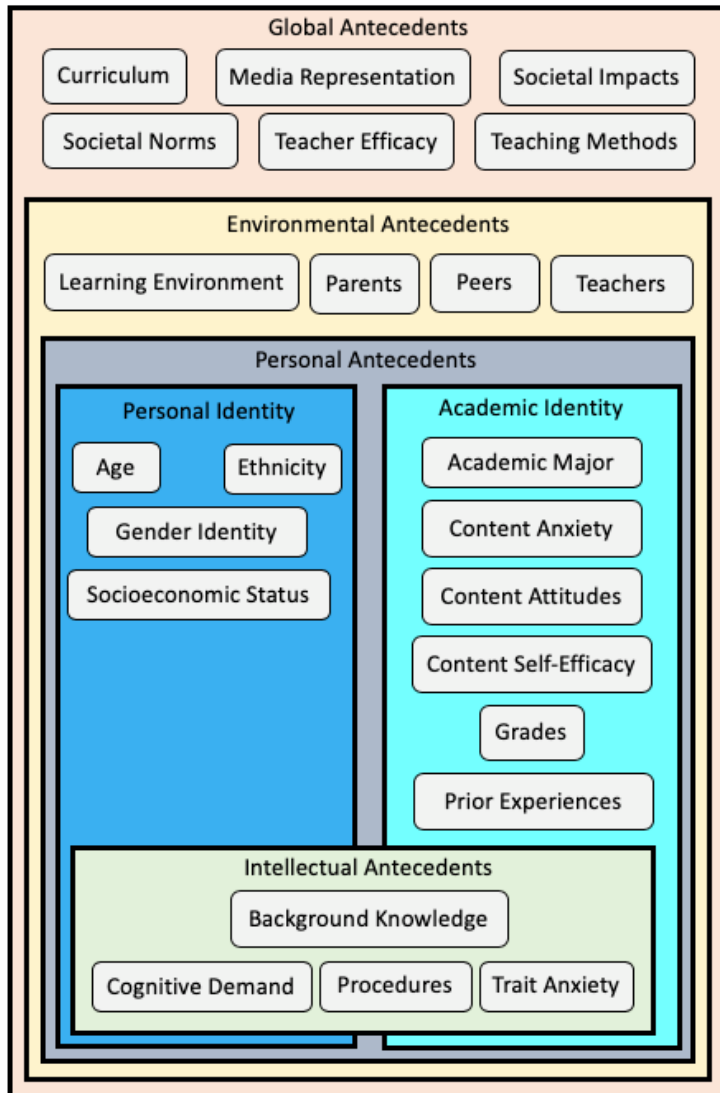 Global Antecedents
Curriculum
Media Representation
Societal Impacts
Societal Norms
Teacher Efficacy
Teaching Methods
Environmental Antecedents
Learning Environment
Parents
Peers
Teachers
Personal Antecedents
Personal Identity
Age
Ethnicity
Gender Identity
Socioeconomic Status
Academic Identity
Academic Major
Content Anxiety
Content Attitudes
Content Self-Efficacy
Grades
Prior Experiences
Intellectual Antecedents
Background Knowledge
Cognitive Demand
Procedures
Trait Anxiety